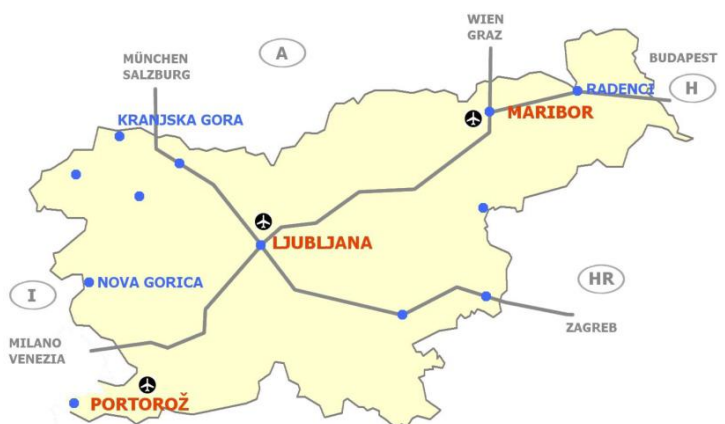 WIEN
GRAZ
A
MÜNCHEN
SALZBURG
BUDAPEST
H
RADENCI
MARIBOR
KRANJSKA GORA
LJUBLJANA
NOVA GORICA
I
HR
ZAGREB
MILANO
VENEZIA
PORTOROŽ